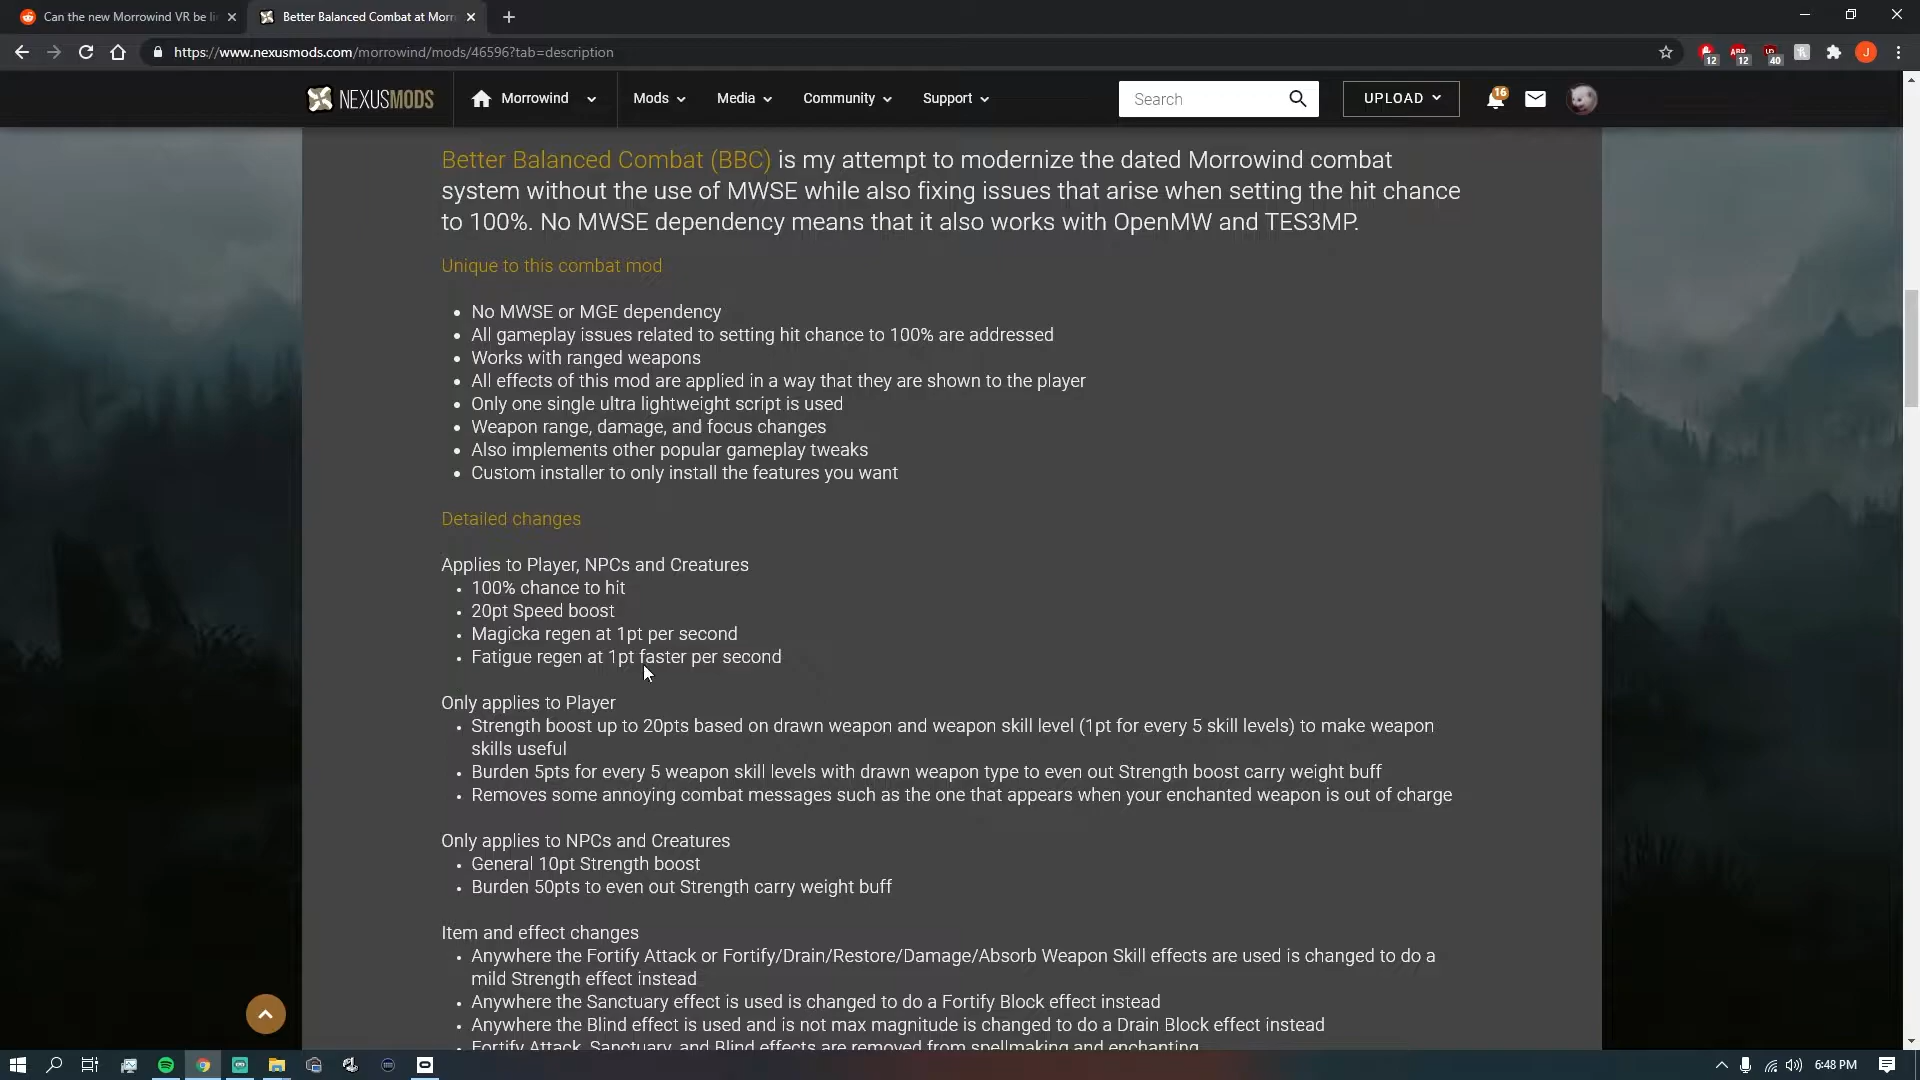 Can the new Morrowind VR be li
Better Balanced Combat at Morr
https://www.nexusmods.com/morrowind/mods/46596?tab=description
12
12
40
J
NEXUSMODS
Morrowind
Mods
Media
Community
Support
Search
UPLOAD
16
Better Balanced Combat (BBC) is my attempt to modernize the dated Morrowind combat
system without the use of MWSE while also fixing issues that arise when setting the hit chance
to 100%. No MWSE dependency means that it also works with OpenMW and TES3MP.
Unique to this combat mod
• No MWSE or MGE dependency
• All gameplay issues related to setting hit chance to 100% are addressed
• Works with ranged weapons
• All effects of this mod are applied in a way that they are shown to the player
• Only one single ultra lightweight script is used
• Weapon range, damage, and focus changes
• Also implements other popular gameplay tweaks
• Custom installer to only install the features you want
Detailed changes
Applies to Player, NPCs and Creatures
• 100% chance to hit
• 20pt Speed boost
• Magicka regen at 1pt per second
• Fatigue regen at 1pt faster per second
Only applies to Player
• Strength boost up to 20pts based on drawn weapon and weapon skill level (1pt for every 5 skill levels) to make weapon
skills useful
• Burden 5pts for every 5 weapon skill levels with drawn weapon type to even out Strength boost carry weight buff
• Removes some annoying combat messages such as the one that appears when your enchanted weapon is out of charge
Only applies to NPCs and Creatures
• General 10pt Strength boost
• Burden 50pts to even out Strength carry weight buff
Item and effect changes
• Anywhere the Fortify Attack or Fortify/Drain/Restore/Damage/Absorb Weapon Skill effects are used is changed to do a
mild Strength effect instead
• Anywhere the Sanctuary effect is used is changed to do a Fortify Block effect instead
• Anywhere the Blind effect is used and is not max magnitude is changed to do a Drain Block effect instead
• Fortify Attack, Sanctuary, and Blind effects are removed from spellmaking and enchanting
6:48 PM